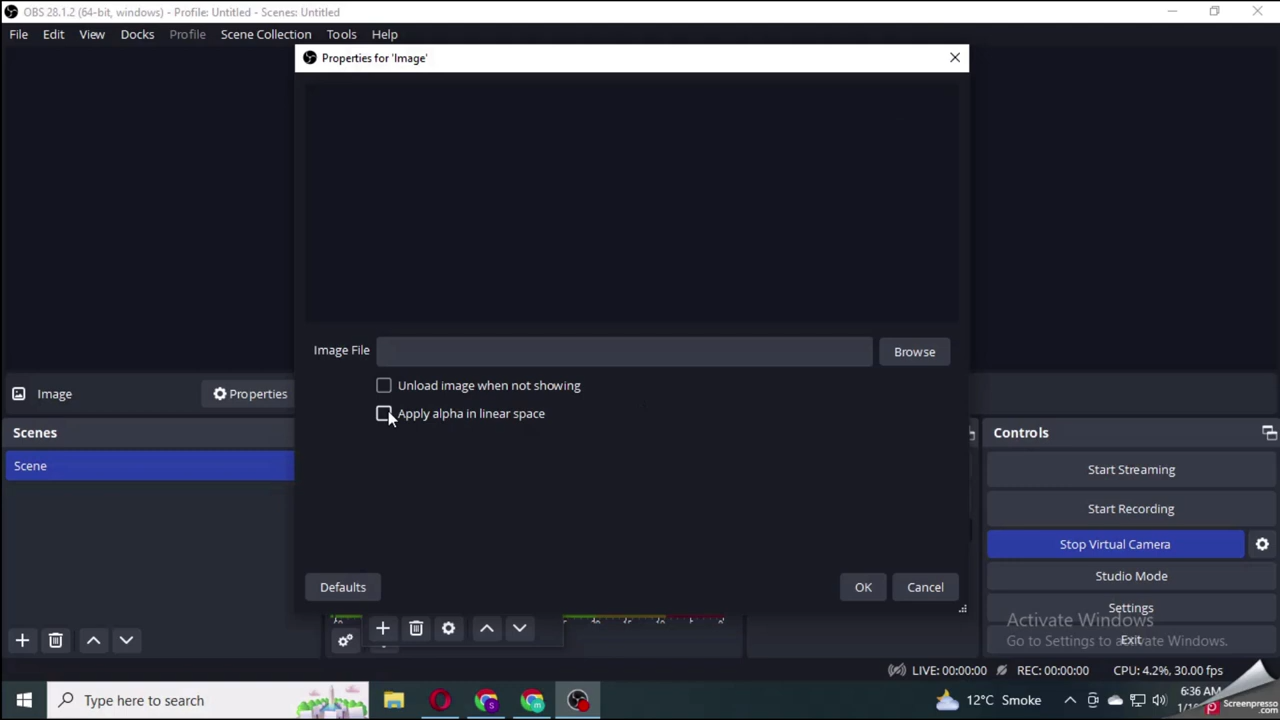 OBS 28.1.2 (64-bit, windows) - Profile: Untitled - Scenes: Untitled
File Edit View Docks Profile Scene Collection Tools Help
Properties for 'Image'
Image File
Browse
Unload image when not showing
Apply alpha in linear space
Image
Properties
Scenes
Scene
Controls
Start Streaming
Start Recording
Stop Virtual Camera
Studio Mode
Settings
Exit
Defaults
OK
Cancel
Activate Windows
Go to Settings to activate Windows.
LIVE: 00:00:00
REC: 00:00:00
CPU: 4.2%, 30.00 fps
Type here to search
12°C Smoke
6:36 AM
Screenpresso
.com